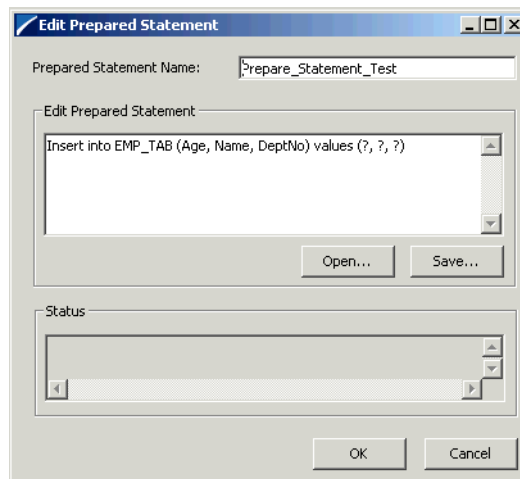 Edit Prepared Statement
Prepared Statement Name: Prepare_Statement_Test
Edit Prepared Statement
Insert into EMP_TAB (Age, Name, DeptNo) values (?, ?, ?)
Open... Save...
Status
OK Cancel